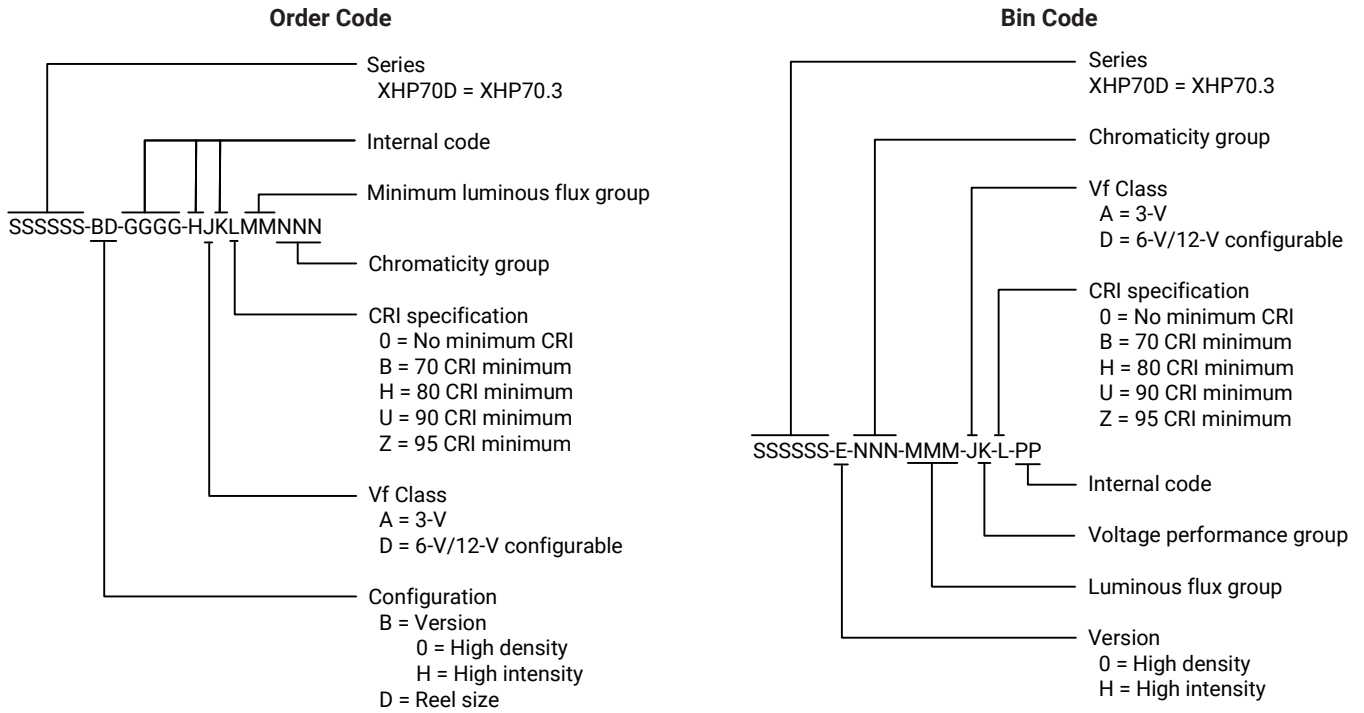 Order Code
Series
XHP70D = XHP70.3
Internal code
Minimum luminous flux group
SSSSSS-BD-GGGG-HJKLMMNNN
Chromaticity group
CRI specification
0 = No minimum CRI
B = 70 CRI minimum
H = 80 CRI minimum
U = 90 CRI minimum
Z = 95 CRI minimum
Vf Class
A = 3-V
D = 6-V/12-V configurable
Configuration
B = Version
0 = High density
H = High intensity
D = Reel size
Bin Code
Series
XHP70D = XHP70.3
Chromaticity group
Vf Class
A = 3-V
D = 6-V/12-V configurable
CRI specification
0 = No minimum CRI
B = 70 CRI minimum
H = 80 CRI minimum
U = 90 CRI minimum
Z = 95 CRI minimum
SSSSSS-E-NNN-MMM-JK-L-PP
Internal code
Voltage performance group
Luminous flux group
Version
0 = High density
H = High intensity